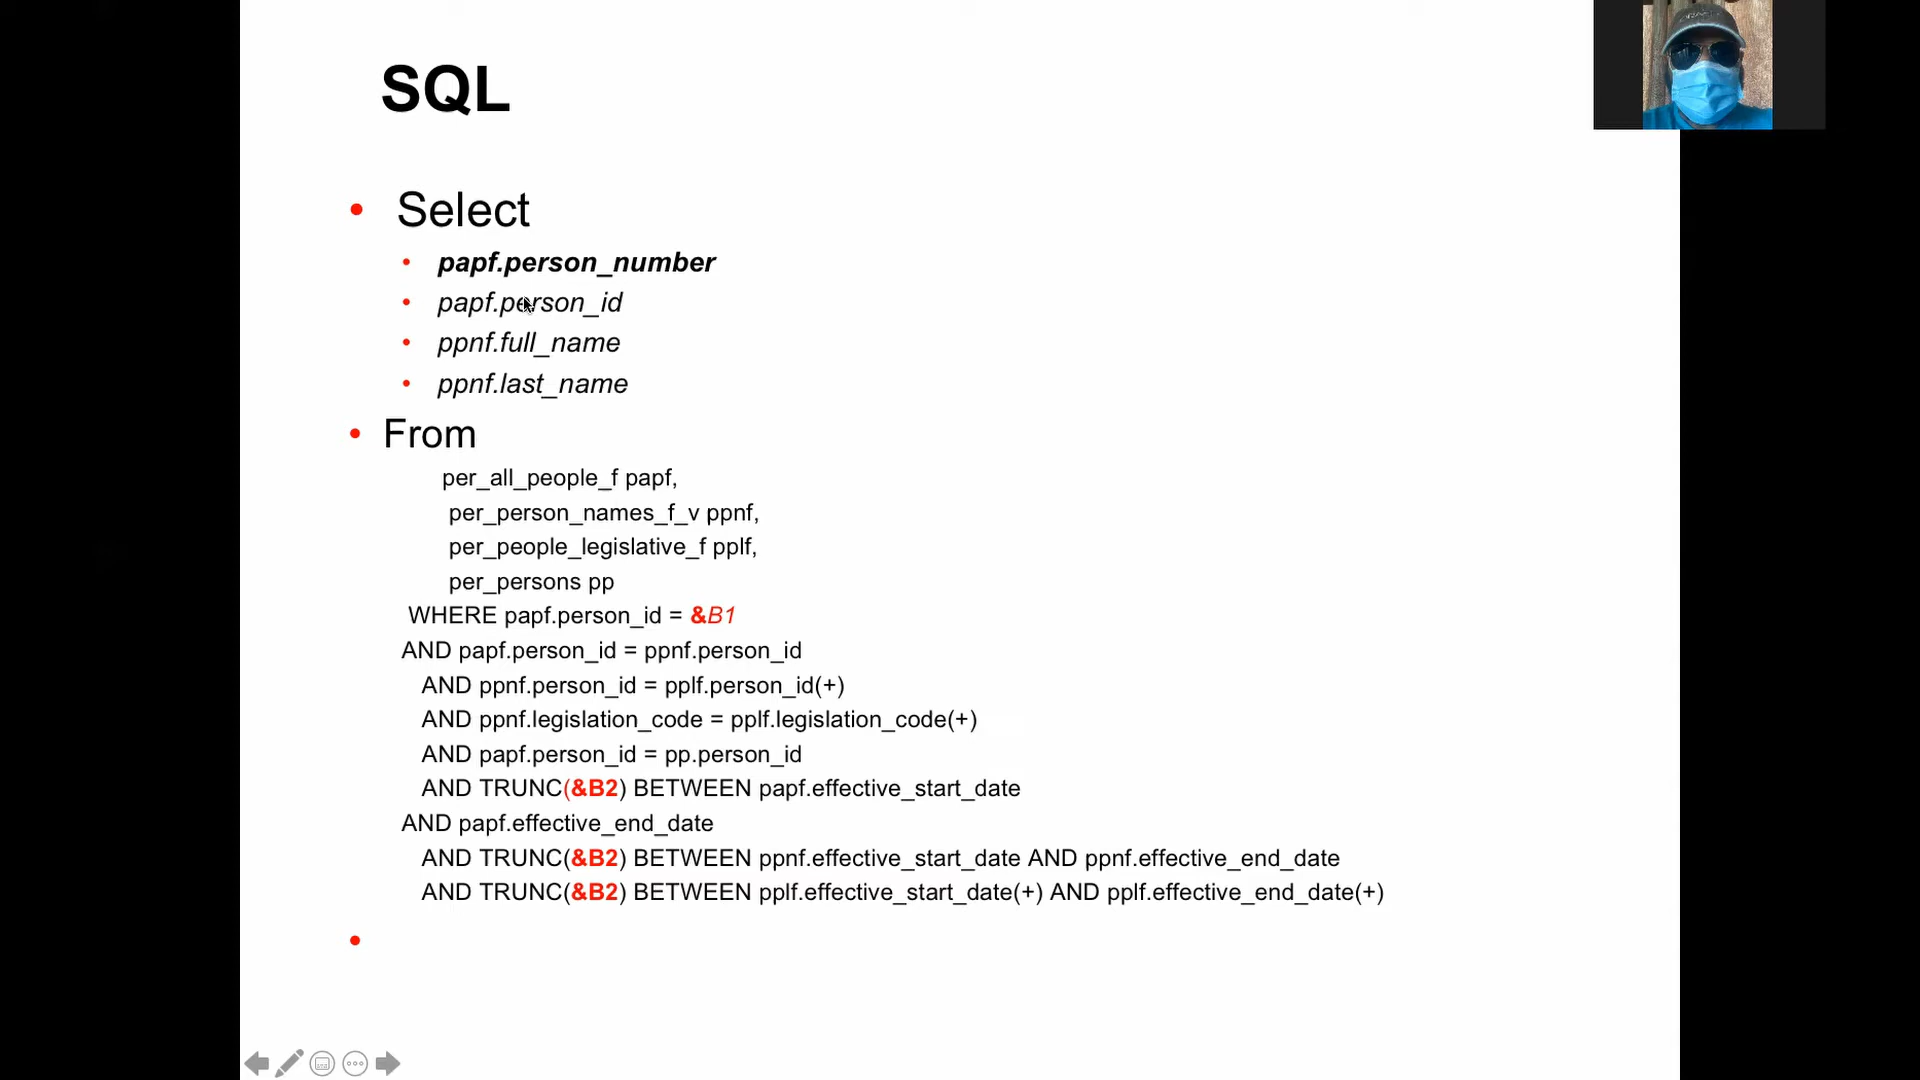 SQL
• Select
• papf.person_number
• papf.person_id
• ppnf.full_name
• ppnf.last_name
• From
per_all_people_f papf,
per_person_names_f_v ppnf,
per_people_legislative_f pplf,
per_persons pp
WHERE papf.person_id = &B1
AND papf.person_id = ppnf.person_id
AND ppnf.person_id = pplf.person_id(+)
AND ppnf.legislation_code = pplf.legislation_code(+)
AND papf.person_id = pp.person_id
AND TRUNC(&B2) BETWEEN papf.effective_start_date
AND papf.effective_end_date
AND TRUNC(&B2) BETWEEN ppnf.effective_start_date AND ppnf.effective_end_date
AND TRUNC(&B2) BETWEEN pplf.effective_start_date(+) AND pplf.effective_end_date(+)
•